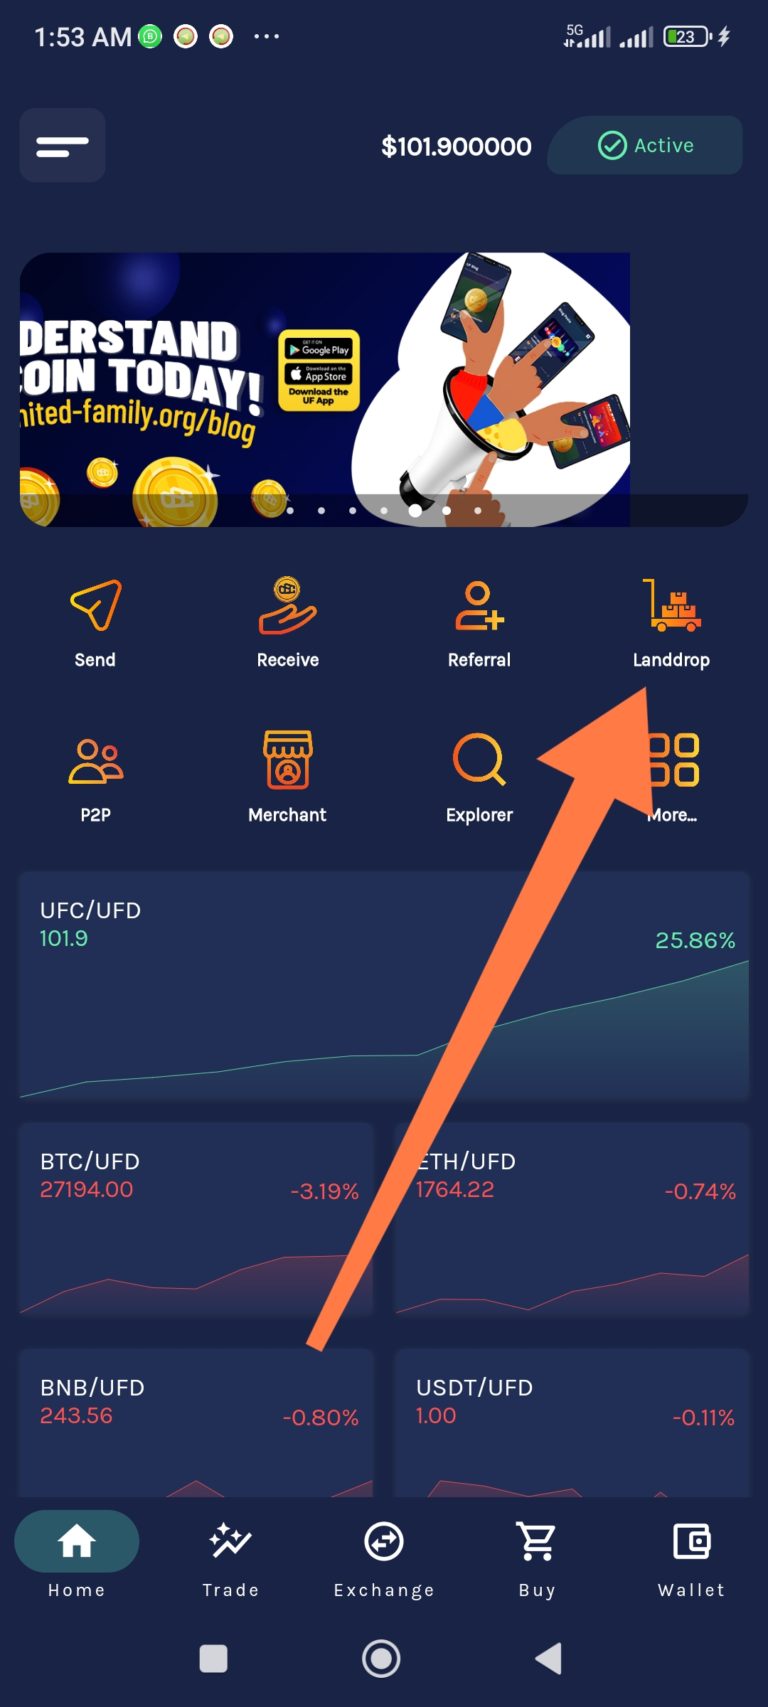 1:53 AM
5G
23
$101.900000
Active
DERSTAND
COIN TODAY!
nited-family.org/blog
GET IT ON
Google Play
Download on the
App Store
Download the
UF App
Send
Receive
Referral
Landdrop
P2P
Merchant
Explorer
More...
UFC/UFD
101.9
25.86%
BTC/UFD
27194.00
-3.19%
ETH/UFD
1764.22
-0.74%
BNB/UFD
243.56
-0.80%
USDT/UFD
1.00
-0.11%
Home
Trade
Exchange
Buy
Wallet